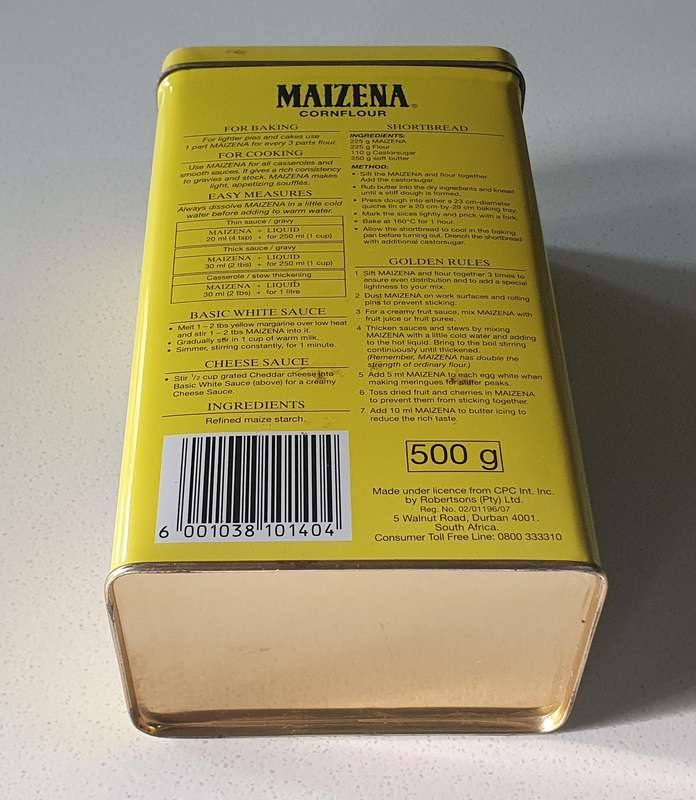 MAIZENA®
CORNFLOUR
FOR BAKING
For lighter pies and cakes use
1 part MAIZENA for every 3 parts flour.
FOR COOKING
Use MAIZENA for all casseroles and
smooth sauces. It gives a rich consistency
to gravies and stock. MAIZENA makes
light, appetizing soufflés.
EASY MEASURES
Always dissolve MAIZENA in a little cold
water before adding to warm water.
Thin sauce / gravy
MAIZENA + LIQUID
20 ml (4 tsp) + for 250 ml (1 cup)
Thick sauce / gravy
MAIZENA + LIQUID
30 ml (2 tbs) + for 250 ml (1 cup)
Casserole / stew thickening
MAIZENA + LIQUID
30 ml (2 tbs) + for 1 litre
BASIC WHITE SAUCE
• Melt 1 – 2 tbs yellow margarine over low heat
and stir 1 – 2 tbs MAIZENA into it.
• Gradually stir in 1 cup of warm milk.
• Simmer, stirring constantly, for 1 minute.
CHEESE SAUCE
• Stir 1/2 cup grated Cheddar cheese into
Basic White Sauce (above) for a creamy
Cheese Sauce.
INGREDIENTS
Refined maize starch.
6 001038 101404
SHORTBREAD
INGREDIENTS:
225 g MAIZENA
225 g Flour
110 g Castorsugar
250 g soft butter
METHOD:
• Sift the MAIZENA and flour together.
Add the castorsugar.
• Rub butter into the dry ingredients and knead
until a stiff dough is formed.
• Press dough into either a 23 cm-diameter
quiche tin or a 20 cm-by-20 cm baking tray.
• Mark the slices lightly and prick with a fork.
• Bake at 160°C for 1 hour.
• Allow the shortbread to cool in the baking
pan before turning out. Drench the shortbread
with additional castorsugar.
GOLDEN RULES
1 Sift MAIZENA and flour together 3 times to
ensure even distribution and to add a special
lightness to your mix.
2 Dust MAIZENA on work surfaces and rolling
pins to prevent sticking.
3 For a creamy fruit sauce, mix MAIZENA with
fruit juice or fruit puree.
4 Thicken sauces and stews by mixing
MAIZENA with a little cold water and adding
to the hot liquid. Bring to the boil stirring
continuously until thickened.
(Remember, MAIZENA has double the
strength of ordinary flour.)
5 Add 5 ml MAIZENA to each egg white when
making meringues for stiffer peaks.
6 Toss dried fruit and cherries in MAIZENA
to prevent them from sticking together.
7 Add 10 ml MAIZENA to butter icing to
reduce the rich taste.
500 g
Made under licence from CPC Int. Inc.
by Robertsons (Pty) Ltd.
Reg. No. 02/01196/07
5 Walnut Road, Durban 4001.
South Africa.
Consumer Toll Free Line: 0800 333310